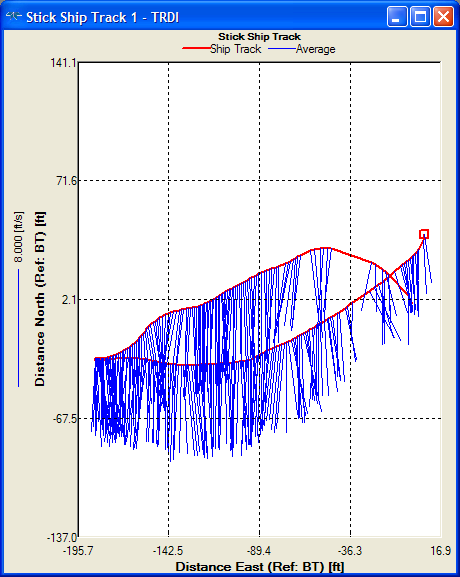 Stick Ship Track 1 - TRDI
Stick Ship Track
Ship Track Average
141.1
71.6
2.1
-67.5
-137.0
8.000 [ft/s]
Distance North (Ref: BT) [ft]
-195.7 -142.5 -89.4 -36.3 16.9
Distance East (Ref: BT) [ft]